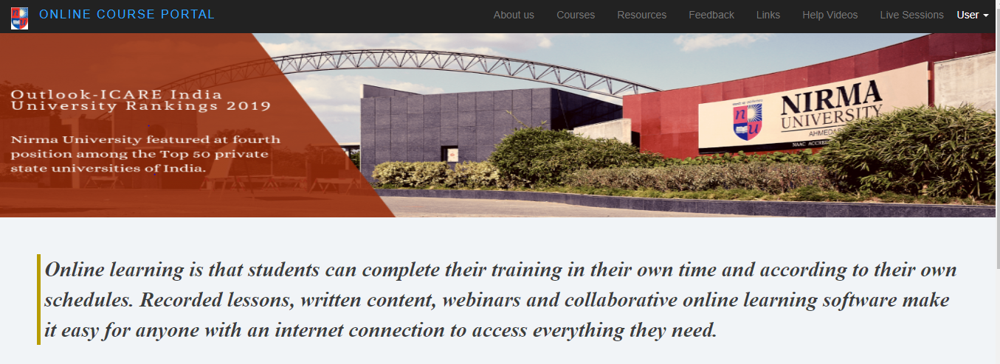 ONLINE COURSE PORTAL
About us Courses Resources Feedback Links Help Videos Live Sessions User
Outlook-ICARE India
University Rankings 2019
Nirma University featured at fourth
position among the Top 50 private
state universities of India.
n
u
NIRMA
UNIVERSITY
NAAC
Online learning is that students can complete their training in their own time and according to their own
schedules. Recorded lessons, written content, webinars and collaborative online learning software make
it easy for anyone with an internet connection to access everything they need.